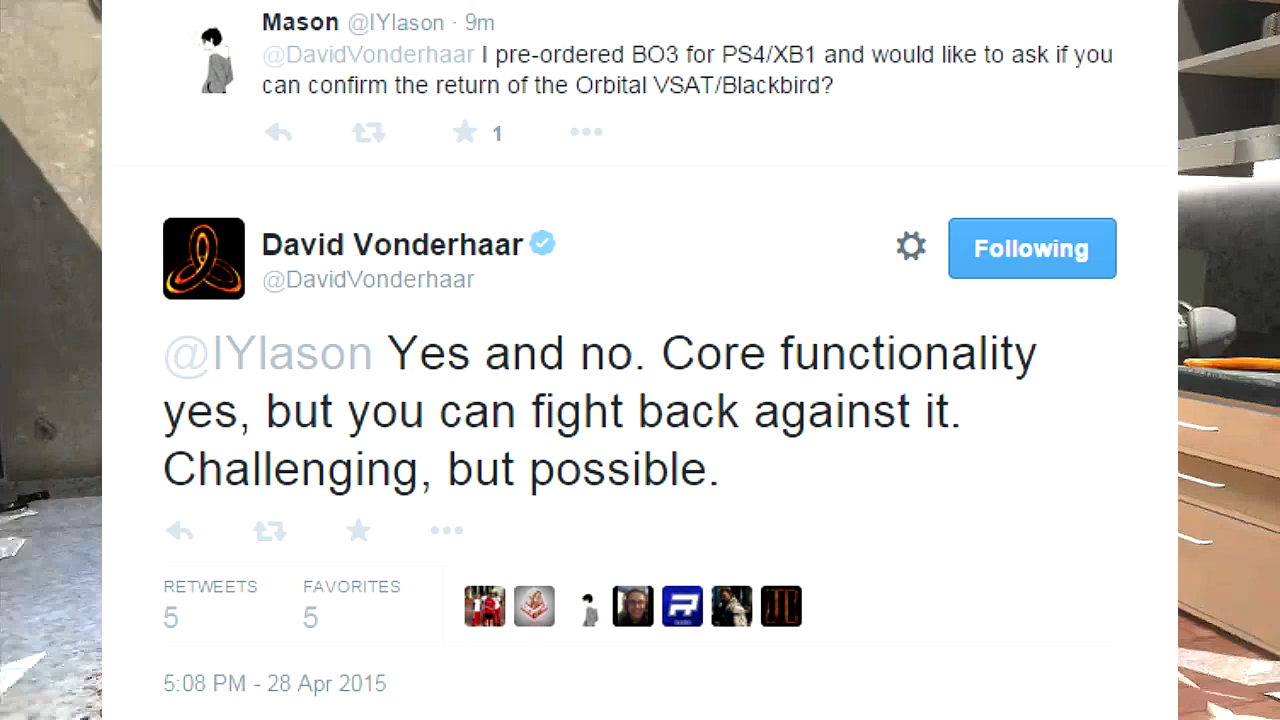 Mason @IYIason · 9m
@DavidVonderhaar I pre-ordered BO3 for PS4/XB1 and would like to ask if you
can confirm the return of the Orbital VSAT/Blackbird?
1
David Vonderhaar
@DavidVonderhaar
Following
@IYIason Yes and no. Core functionality
yes, but you can fight back against it.
Challenging, but possible.
RETWEETS FAVORITES
5 5
5:08 PM - 28 Apr 2015